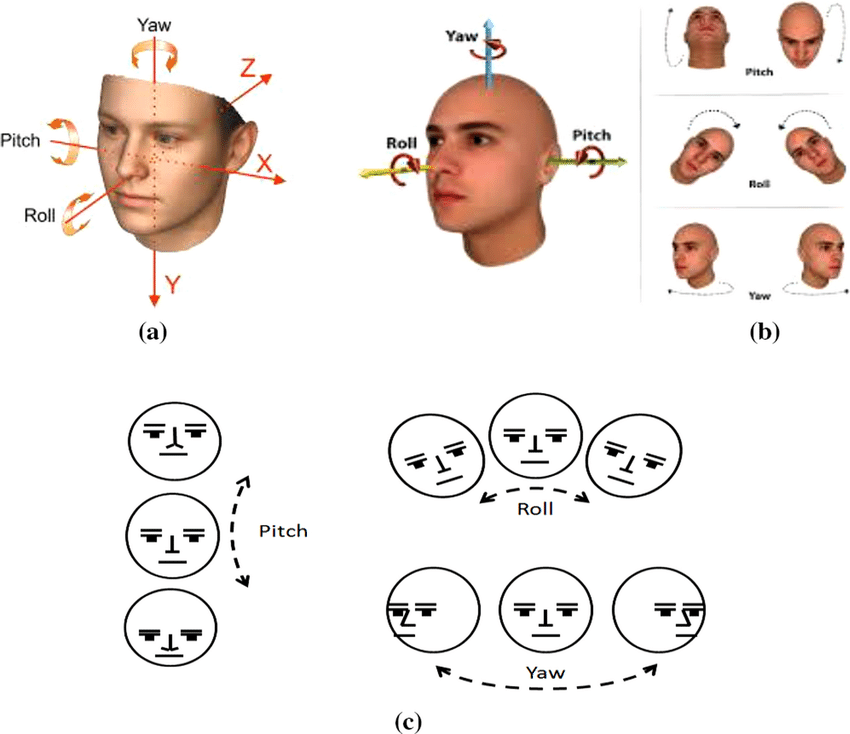 Yaw
Z
Pitch
X
Roll
Y
(a)
Yaw
Roll
Pitch
Pitch
Roll
Yaw
(b)
Pitch
Roll
Yaw
(c)